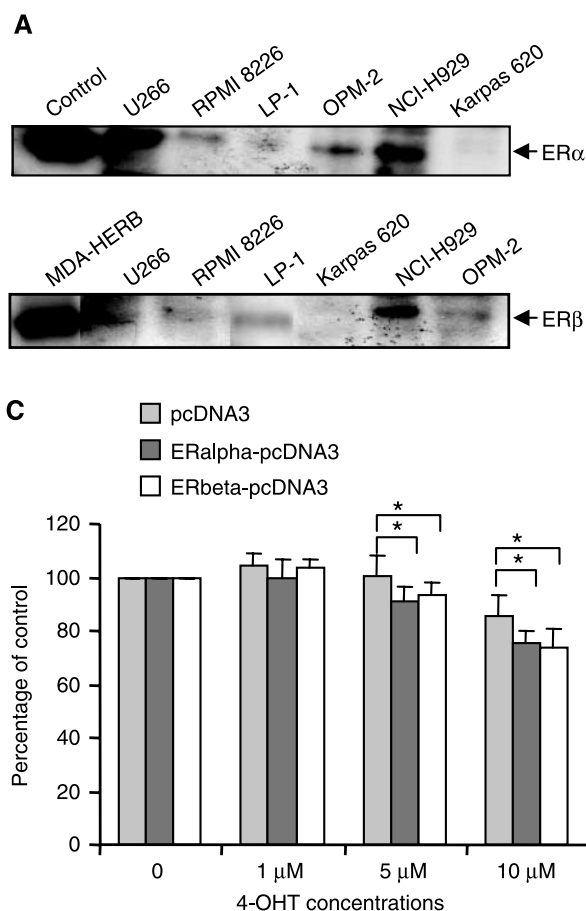 A
Control U266 RPMI 8226 LP-1 OPM-2 NCI-H929 Karpas 620
ERα
MDA-HERB U266 RPMI 8226 LP-1 Karpas 620 NCI-H929 OPM-2
ERβ
C
pcDNA3
ERalpha-pcDNA3
ERbeta-pcDNA3
120
100
80
60
40
20
0
Percentage of control
* *
* *
0 1 μM 5 μM 10 μM
4-OHT concentrations